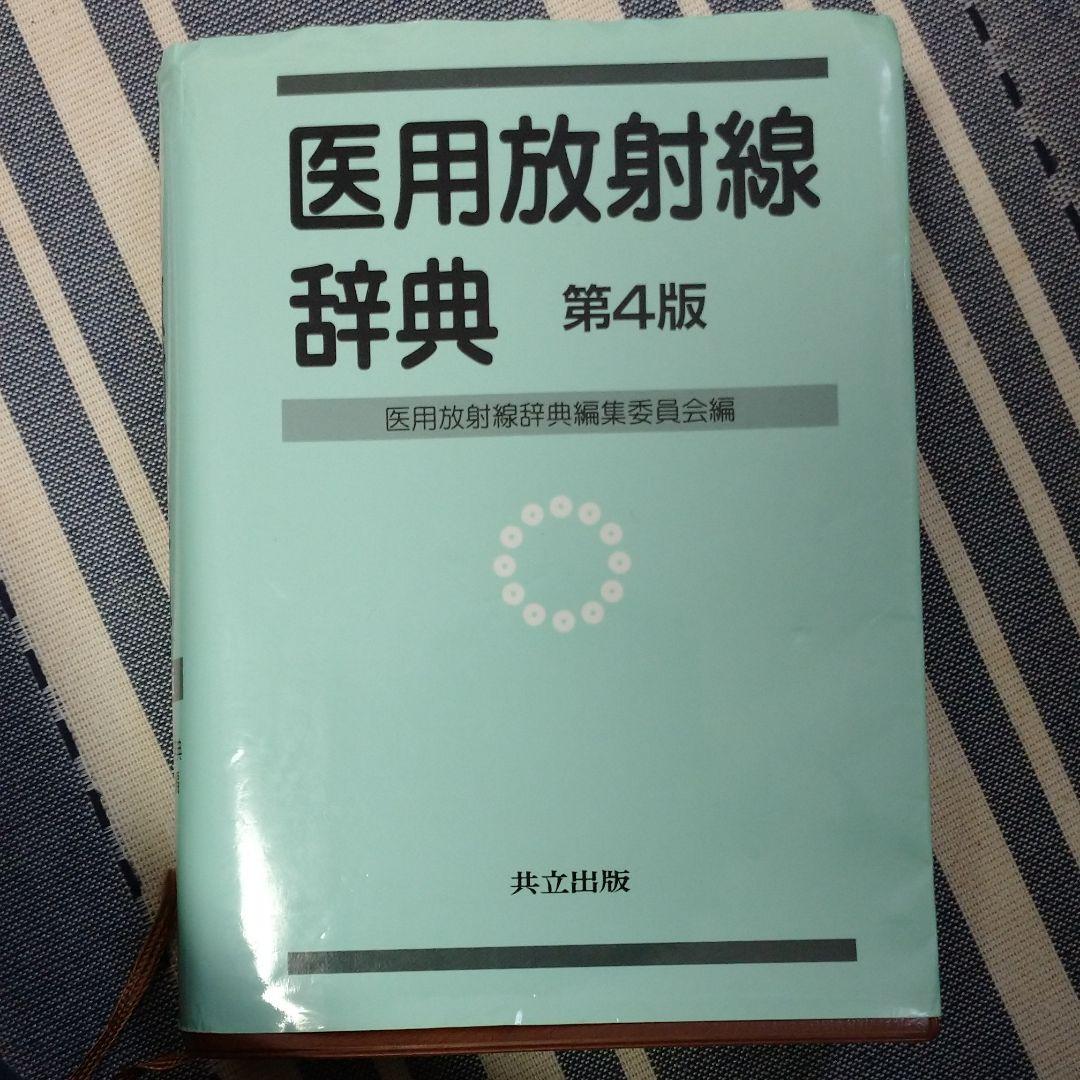 医用放射線
辞典 第4版
医用放射線辞典編集委員会編
共立出版